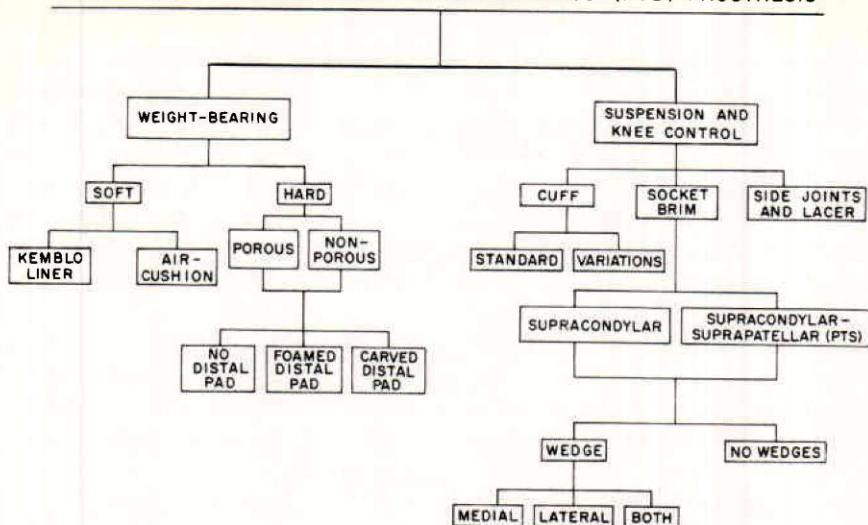 PROSTHESIS
WEIGHT-BEARING
SUSPENSION AND
KNEE CONTROL
SOFT
HARD
CUFF
SOCKET
BRIM
SIDE JOINTS
AND LACER
KEMBLO
LINER
AIR-
CUSHION
POROUS
NON-
POROUS
STANDARD
VARIATIONS
SUPRACONDYLAR
SUPRACONDYLAR-
SUPRAPATELLAR (PTS)
NO
DISTAL
PAD
FOAMED
DISTAL
PAD
CARVED
DISTAL
PAD
WEDGE
NO WEDGES
MEDIAL
LATERAL
BOTH